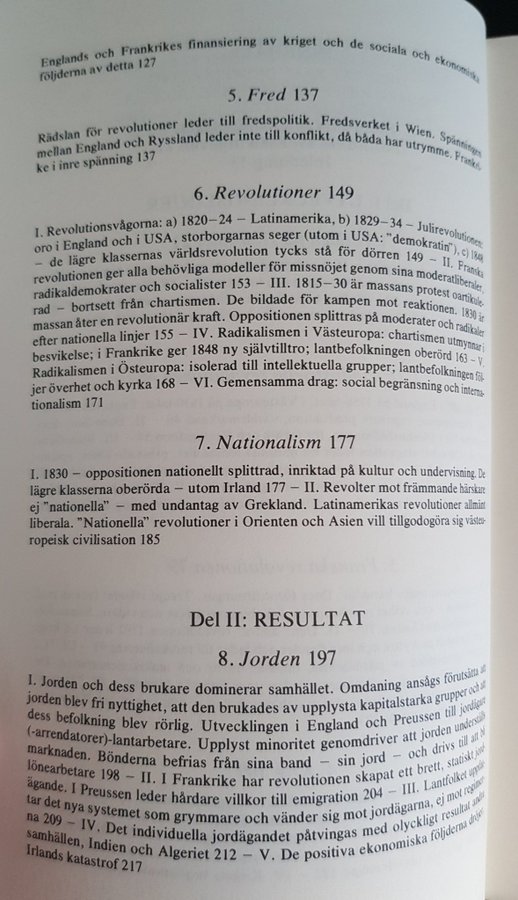 Englands och Frankrikes finansiering av kriget och de sociala och ekonomiska
följderna av detta 127
5. Fred 137
Rädslan för revolutioner leder till fredspolitik. Fredsverket i Wien. Spänningen
mellan England och Ryssland leder inte till konflikt, då båda har utrymme. Frankri-
ke i inre spänning 137
6. Revolutioner 149
I. Revolutionsvågorna: a) 1820–24 – Latinamerika, b) 1829–34 – Julirevolutionen;
oro i England och i USA, storborgarnas seger (utom i USA: "demokratin"), c) 1848
– de lägre klassernas världsrevolution tycks stå för dörren 149 – II. Franska
revolutionen ger alla behövliga modeller för missnöjet genom sina moderatliberaler,
radikaldemokrater och socialister 153 – III. 1815–30 är massans protest oartikule-
rad – bortsett från chartismen. De bildade för kampen mot reaktionen. 1830 är
massan åter en revolutionär kraft. Oppositionen splittras på moderater och radikaler
efter nationella linjer 155 – IV. Radikalismen i Västeuropa: chartismen utmynnar i
besvikelse; i Frankrike ger 1848 ny självtilltro; lantbefolkningen oberörd 163 – V.
Radikalismen i Östeuropa: isolerad till intellektuella grupper; lantbefolkningen föl-
jer överhet och kyrka 168 – VI. Gemensamma drag: social begränsning och interna-
tionalism 171
7. Nationalism 177
I. 1830 – oppositionen nationellt splittrad, inriktad på kultur och undervisning. De
lägre klasserna oberörda – utom Irland 177 – II. Revolter mot främmande härskare
ej "nationella" – med undantag av Grekland. Latinamerikas revolutioner allmänt
liberala. "Nationella" revolutioner i Orienten och Asien vill tillgodogöra sig västeu-
ropeisk civilisation 185
Del II: RESULTAT
8. Jorden 197
I. Jorden och dess brukare dominerar samhället. Omdaning ansågs förutsätta att
jorden blev fri nyttighet, att den brukades av upplysta kapitalstarka grupper och att
dess befolkning blev rörlig. Utvecklingen i England och Preussen till jordägare
(-arrendatorer)-lantarbetare. Upplyst minoritet genomdriver att jorden underställs
marknaden. Bönderna befrias från sina band – sin jord – och drivs till att bli
lönearbetare 198 – II. I Frankrike har revolutionen skapat ett brett, statiskt jord-
ägande. I Preussen leder hårdare villkor till emigration 204 – III. Lantfolket uppfat-
tar det nya systemet som grymmare och vänder sig mot jordägarna, ej mot regimer-
na 209 – IV. Det individuella jordägandet påtvingas med olyckligt resultat andra
samhällen, Indien och Algeriet 212 – V. De positiva ekonomiska följderna dröjer.
Irlands katastrof 217